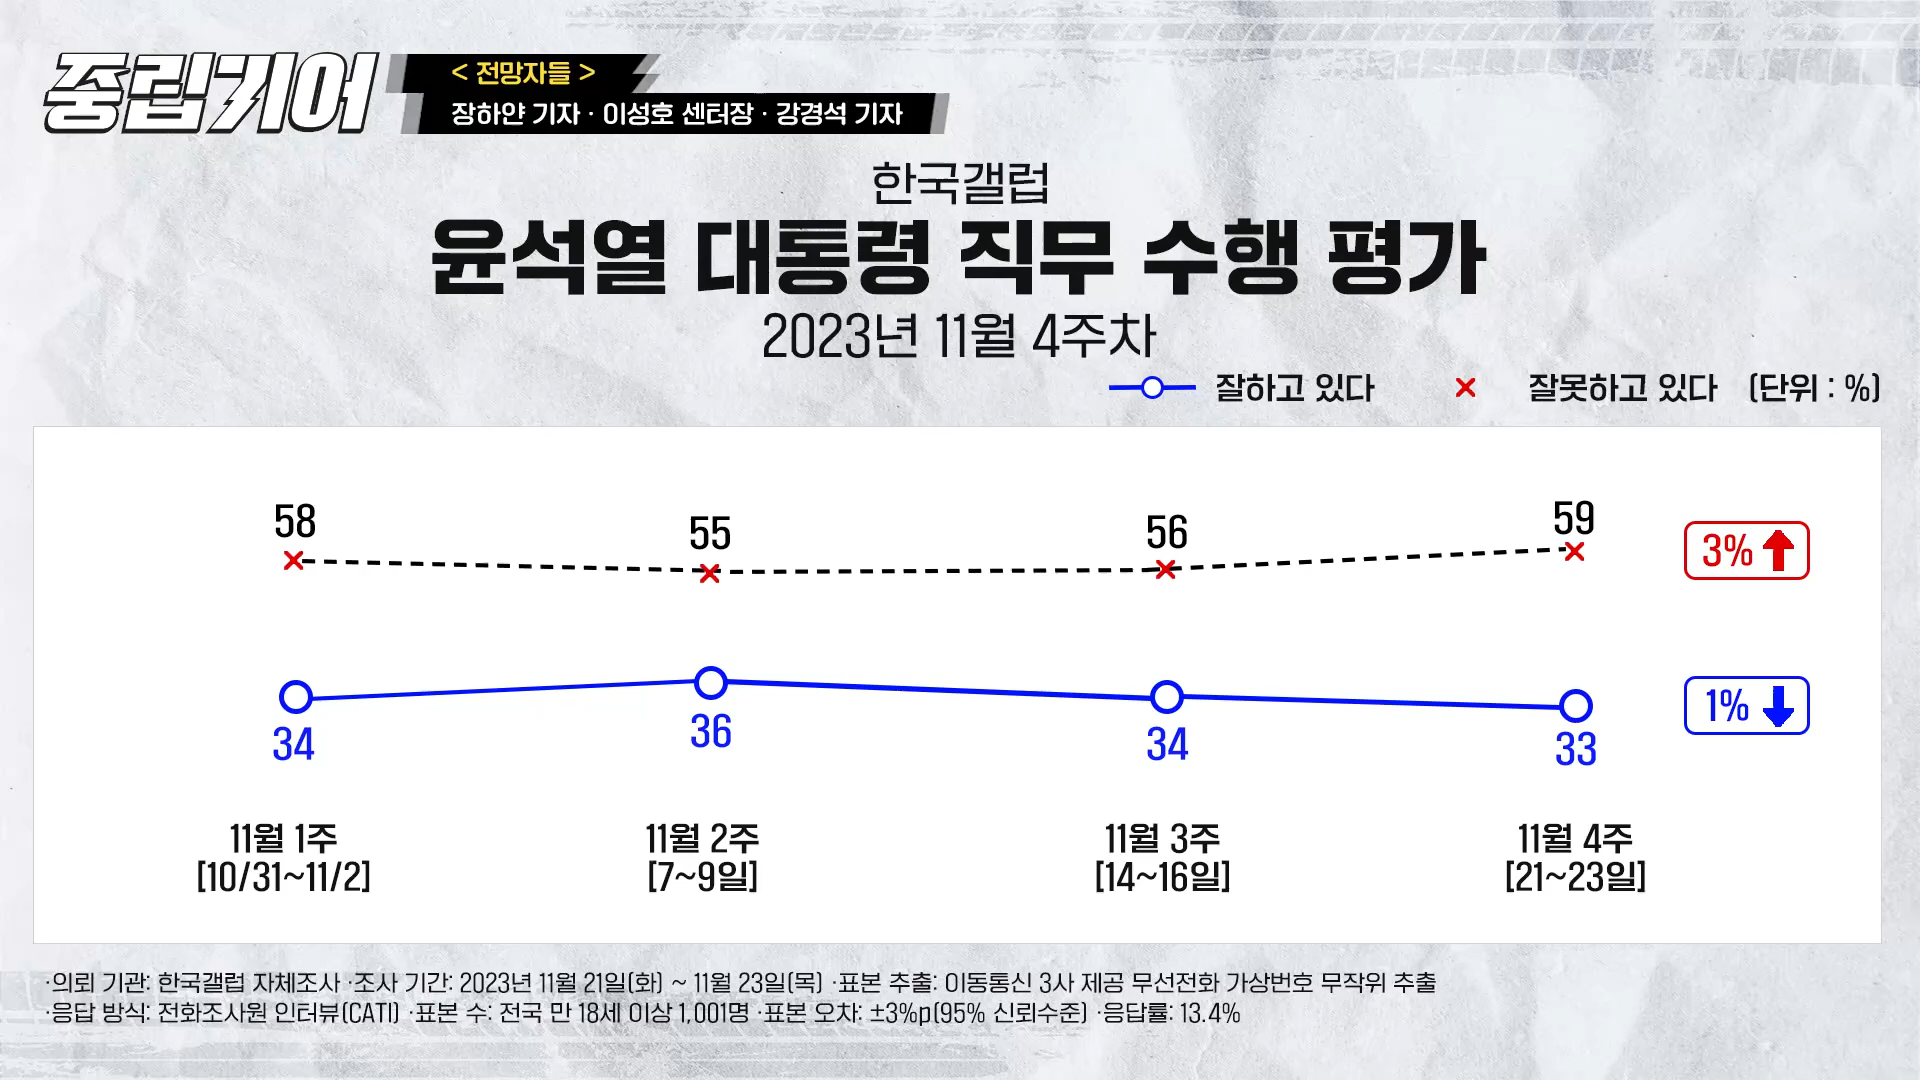 중립기어
< 전망자들 >
장하얀 기자 · 이성호 센터장 · 강경석 기자
한국갤럽
윤석열 대통령 직무 수행 평가
2023년 11월 4주차
잘하고 있다 잘못하고 있다 (단위 : %)
58 55 56 59
3%
34 36 34 33
1%
11월 1주 11월 2주 11월 3주 11월 4주
[10/31~11/2] [7~9일] [14~16일] [21~23일]
·의뢰 기관: 한국갤럽 자체조사 ·조사 기간: 2023년 11월 21일(화) ~ 11월 23일(목) ·표본 추출: 이동통신 3사 제공 무선전화 가상번호 무작위 추출
·응답 방식: 전화조사원 인터뷰(CATI) ·표본 수: 전국 만 18세 이상 1,001명 ·표본 오차: ±3%p(95% 신뢰수준) ·응답률: 13.4%